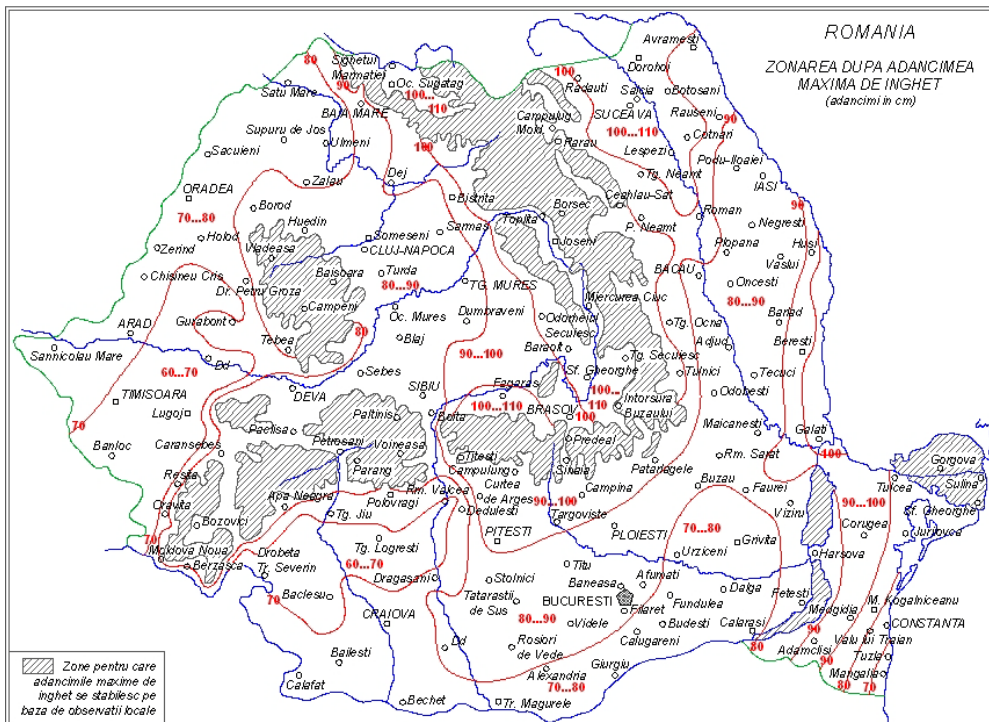 ROMANIA
ZONAREA DUPA ADANCIMEA
MAXIMA DE INGHET
(adancimi in cm)
Avramesti
Dorohoi
80
Sighetul
Marmatiei
90
Oc. Sugatag
100
Radauti
Salcia
Botosani
Satu Mare
100...
110
BAIA MARE
SUCEAVA
Rauseni
90
Campulug
Mold.
100...110
Cotnari
Supuru de Jos
Ulmeni
Rarau
Lespezi
Podu-Iloaiei
Sacuieni
100
Tg. Neamt
IASI
Zalau
Dej
ORADEA
Bistrita
Ceahlau-Sat
90
70...80
Borod
Borsec
Roman
Toplita
P. Neamt
Negresti
Huedin
Someseni
Sarmas
Holod
Zerind
Vladeasa
CLUJ-NAPOCA
Joseni
Plopana
Husi
Vaslui
Chisineu Cris
Baisoara
Turda
BACAU
Oncesti
80...90
TG. MURES
80...90
Dr. Petru Groza
Miercurea Ciuc
Campeni
Oc. Mures
Dumbraveni
Odorheiu
Secuiesc
Tg. Ocna
Barlad
Gurabont
80
ARAD
Blaj
Adjud
Sannicolau Mare
Tebea
90...100
Baraolt
Tg. Secuiesc
Beresti
60...70
Dd
Sebes
Tulnici
Tecuci
Sf. Gheorghe
Fagaras
TIMISOARA
DEVA
SIBIU
100...
110
Odobesti
Lugoj
100...110
BRASOV
Intorsura
Buzaului
70
Paltinis
Boita
100
Maicanesti
Galati
Banloc
Caransebes
Petrosani
Voineasa
Predeal
100
Titesti
Rm. Sarat
Gorgova
Resita
Parang
Campulung
Sinaia
Patarlagele
Tulcea
Sulina
Rm. Valcea
Curtea
de Arges
Campina
Buzau
Faurei
90...100
Apa Neagra
Polovragi
90...100
Oravita
Dedulesti
Sf. Gheorghe
Bozovici
Tg. Jiu
Targoviste
70...80
Viziru
Corugea
70
PITESTI
PLOIESTI
Grivita
Moldova Noua
Drobeta
Tr. Severin
Tg. Logresti
Urziceni
Harsova
Berzasca
60...70
Titu
Dragasani
Stolnici
Baneasa
Afumati
Dalga
Fetesti
70
Baclesu
Tatarastii
de Sus
BUCURESTI
Fundulea
Medgidia
M. Kogalniceanu
Filaret
CRAIOVA
80...90
Videle
Budesti
Calarasi
90
CONSTANTA
Calugareni
Valu lui Traian
Dd
Rosiori
de Vede
80
Adamclisi
Tuzla
Bailesti
Giurgiu
90
Alexandria
Mangalia
Calafat
70...80
80
70
Bechet
Tr. Magurele
Zone pentru care
adancimile maxime de
inghet se stabilesc pe
baza de observatii locale